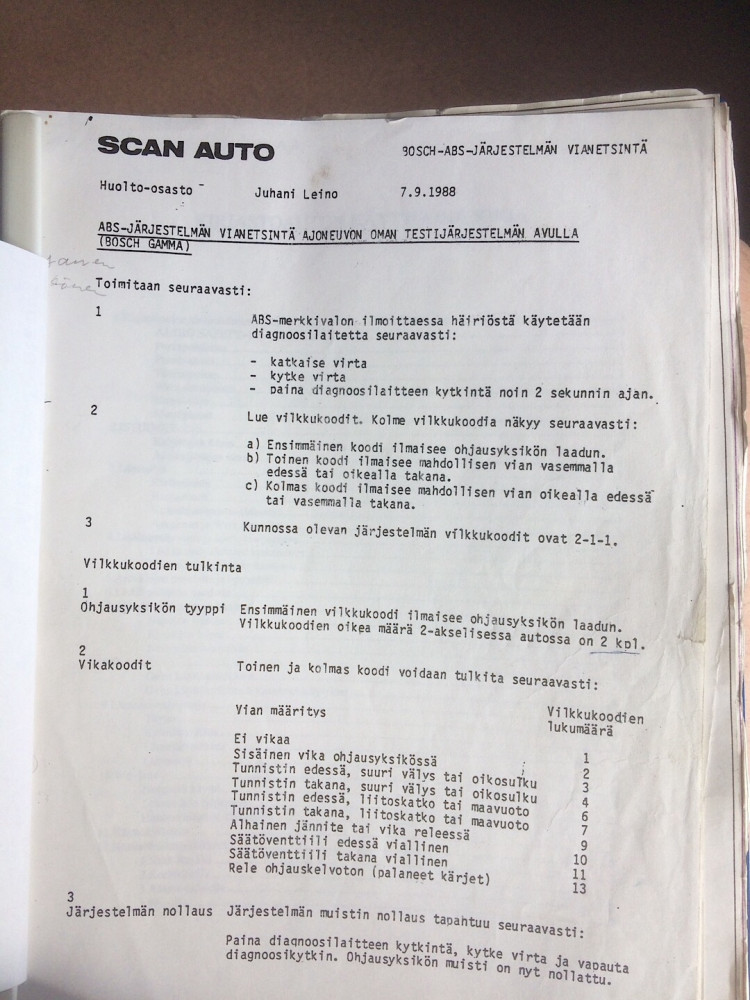 SCAN AUTO
BOSCH-ABS-JÄRJESTELMÄN VIANETSINTÄ
Huolto-osasto Juhani Leino 7.9.1988
ABS-JÄRJESTELMÄN VIANETSINTÄ AJONEUVON OMAN TESTIJÄRJESTELMÄN AVULLA
(BOSCH GAMMA)
Toimitaan seuraavasti:
1
ABS-merkkivalon ilmoittaessa häiriöstä käytetään
diagnoosilaitetta seuraavasti:
- katkaise virta
- kytke virta
- paina diagnoosilaitteen kytkintä noin 2 sekunnin ajan.
2
Lue vilkkukoodit. Kolme vilkkukoodia näkyy seuraavasti:
a) Ensimmäinen koodi ilmaisee ohjausyksikön laadun.
b) Toinen koodi ilmaisee mahdollisen vian vasemmalla
edessä tai oikealla takana.
c) Kolmas koodi ilmaisee mahdollisen vian oikealla edessä
tai vasemmalla takana.
3
Kunnossa olevan järjestelmän vilkkukoodit ovat 2-1-1.
Vilkkukoodien tulkinta
1
Ohjausyksikön tyyppi Ensimmäinen vilkkukoodi ilmaisee ohjausyksikön laadun.
Vilkkukoodien oikea määrä 2-akselisessa autossa on 2 kpl.
2
Vikakoodit Toinen ja kolmas koodi voidaan tulkita seuraavasti:
Vian määritys Vilkkukoodien
lukumäärä
Ei vikaa 1
Sisäinen vika ohjausyksikössä 2
Tunnistin edessä, suuri välys tai oikosulku 3
Tunnistin takana, suuri välys tai oikosulku 4
Tunnistin edessä, liitoskatko tai maavuoto 6
Tunnistin takana, liitoskatko tai maavuoto 7
Alhainen jännite tai vika releessä 9
Säätöventtiili edessä viallinen 10
Säätöventtiili takana viallinen 11
Rele ohjauskelvoton (palaneet kärjet) 13
3
Järjestelmän nollaus Järjestelmän muistin nollaus tapahtuu seuraavasti:
Paina diagnoosilaitteen kytkintä, kytke virta ja vapauta
diagnoosikytkin. Ohjausyksikön muisti on nyt nollattu.